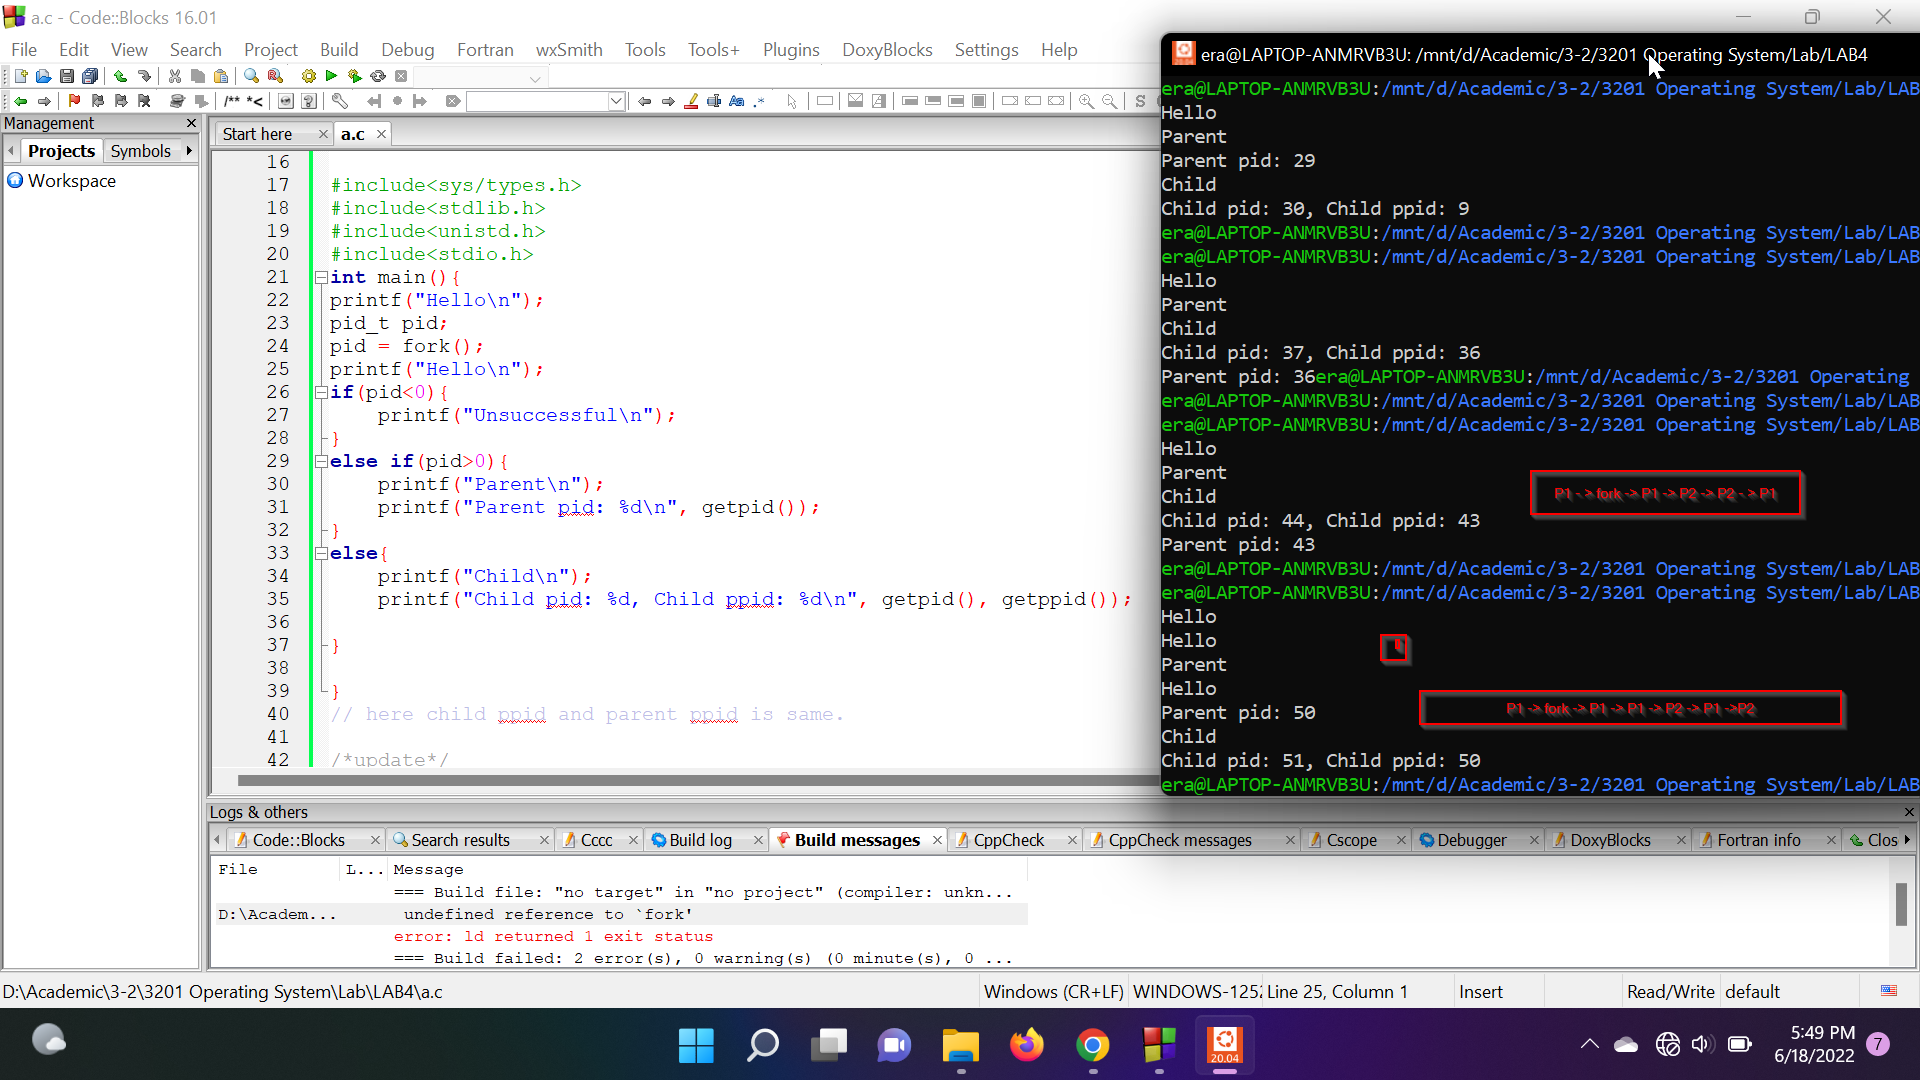 a.c - Code::Blocks 16.01
File Edit View Search Project Build Debug Fortran wxSmith Tools Tools+ Plugins DoxyBlocks Settings Help
/** *<
Management
Projects Symbols
Workspace
Start here
a.c
16
17 #include<sys/types.h>
18 #include<stdlib.h>
19 #include<unistd.h>
20 #include<stdio.h>
21 int main(){
22 printf("Hello\n");
23 pid_t pid;
24 pid = fork();
25 printf("Hello\n");
26 if(pid<0){
27 printf("Unsuccessful\n");
28 }
29 else if(pid>0){
30 printf("Parent\n");
31 printf("Parent pid: %d\n", getpid());
32 }
33 else{
34 printf("Child\n");
35 printf("Child pid: %d, Child ppid: %d\n", getpid(), getppid());
36
37 }
38
39 }
40 // here child ppid and parent ppid is same.
41
42 /*update*/
era@LAPTOP-ANMRVB3U: /mnt/d/Academic/3-2/3201 Operating System/Lab/LAB4
era@LAPTOP-ANMRVB3U:/mnt/d/Academic/3-2/3201 Operating System/Lab/LAB
Hello
Parent
Parent pid: 29
Child
Child pid: 30, Child ppid: 9
era@LAPTOP-ANMRVB3U:/mnt/d/Academic/3-2/3201 Operating System/Lab/LAB
era@LAPTOP-ANMRVB3U:/mnt/d/Academic/3-2/3201 Operating System/Lab/LAB
Hello
Parent
Child
Child pid: 37, Child ppid: 36
Parent pid: 36era@LAPTOP-ANMRVB3U:/mnt/d/Academic/3-2/3201 Operating
era@LAPTOP-ANMRVB3U:/mnt/d/Academic/3-2/3201 Operating System/Lab/LAB
era@LAPTOP-ANMRVB3U:/mnt/d/Academic/3-2/3201 Operating System/Lab/LAB
Hello
Parent
Child
Child pid: 44, Child ppid: 43
Parent pid: 43
P1 - > fork -> P1 -> P2 -> P2 - > P1
era@LAPTOP-ANMRVB3U:/mnt/d/Academic/3-2/3201 Operating System/Lab/LAB
era@LAPTOP-ANMRVB3U:/mnt/d/Academic/3-2/3201 Operating System/Lab/LAB
Hello
Hello
Parent
Hello
Parent pid: 50
Child
Child pid: 51, Child ppid: 50
P1 -> fork -> P1 -> P1 -> P2 -> P1 ->P2
era@LAPTOP-ANMRVB3U:/mnt/d/Academic/3-2/3201 Operating System/Lab/LAB
Logs & others
Code::Blocks Search results Cccc Build log Build messages CppCheck CppCheck messages Cscope Debugger DoxyBlocks Fortran info Clos
File L... Message
=== Build file: "no target" in "no project" (compiler: unkn...
D:\Academ... undefined reference to `fork'
error: ld returned 1 exit status
=== Build failed: 2 error(s), 0 warning(s) (0 minute(s), 0 ...
D:\Academic\3-2\3201 Operating System\Lab\LAB4\a.c Windows (CR+LF) WINDOWS-1252 Line 25, Column 1 Insert Read/Write default
20.04
5:49 PM
6/18/2022
7